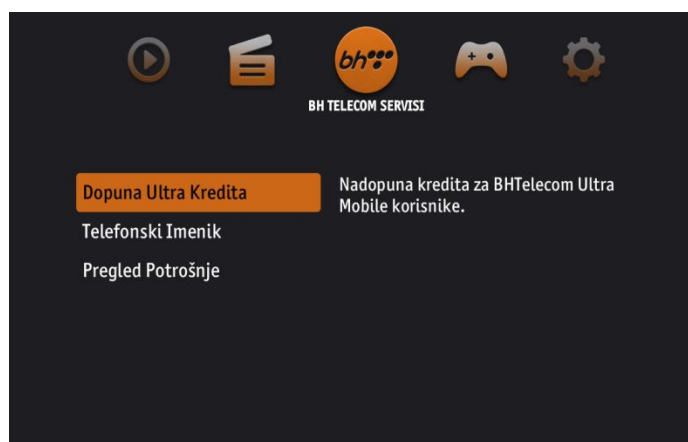 bh
BH TELECOM SERVISI
Dopuna Ultra Kredita
Nadopuna kredita za BHTelecom Ultra
Mobile korisnike.
Telefonski Imenik
Pregled Potrošnje